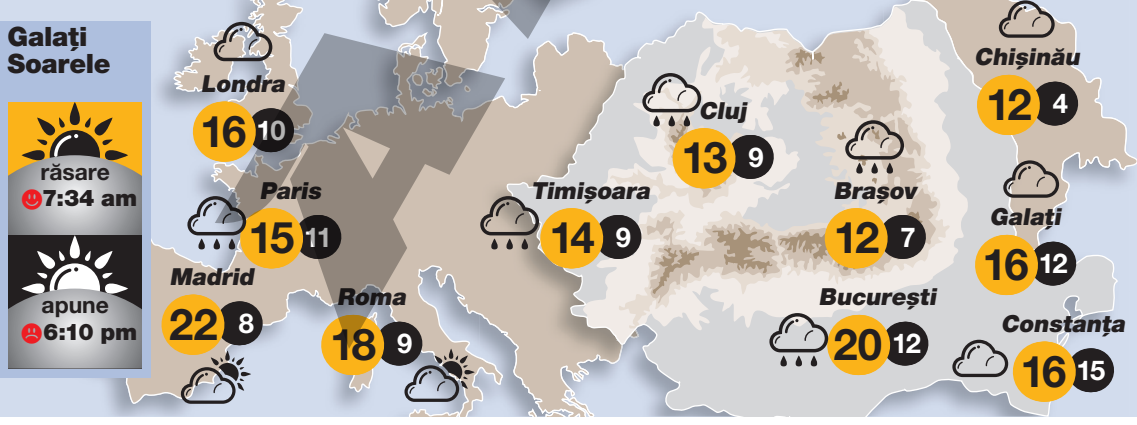 Galați
Soarele
răsare
7:34 am
apune
6:10 pm
Londra
16 10
Paris
15 11
Madrid
22 8
Roma
18 9
Timișoara
14 9
Cluj
13 9
Brașov
12 7
București
20 12
Chișinău
12 4
Galați
16 12
Constanța
16 15